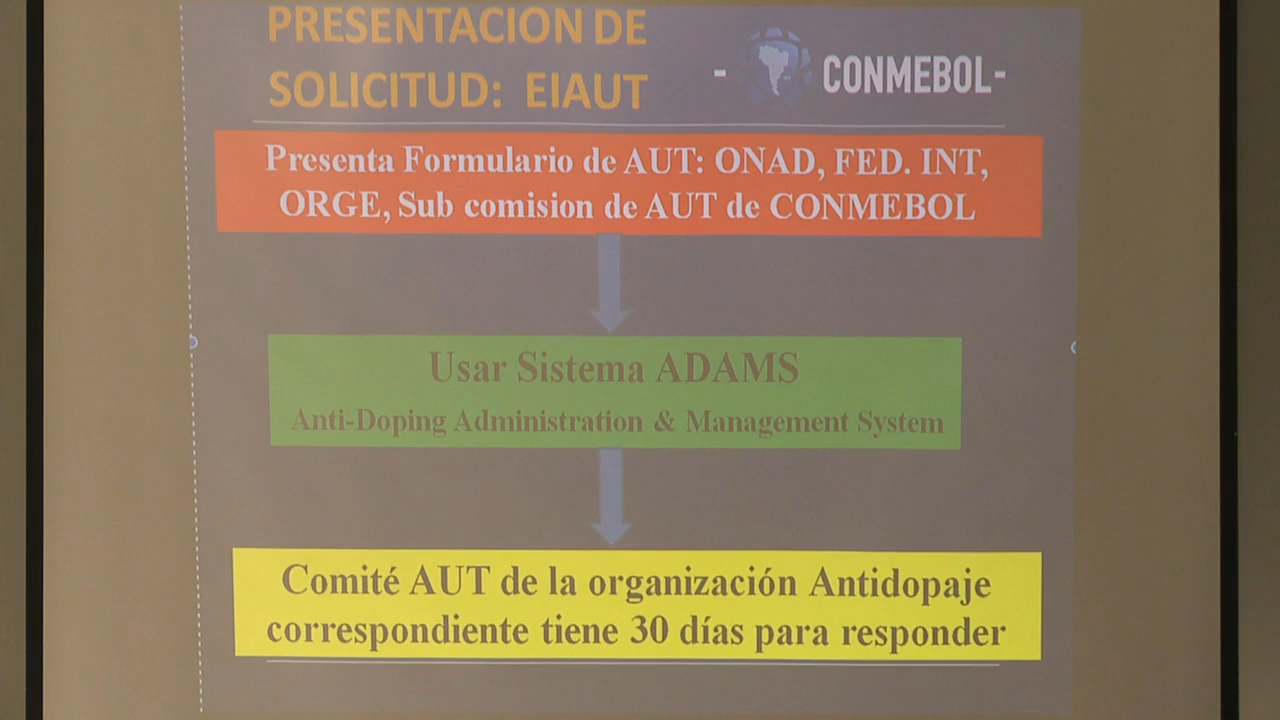 PRESENTACION DE
SOLICITUD: EIAUT
- CONMEBOL-
Presenta Formulario de AUT: ONAD, FED. INT,
ORGE, Sub comision de AUT de CONMEBOL
Usar Sistema ADAMS
Anti-Doping Administration & Management System
Comité AUT de la organización Antidopaje
correspondiente tiene 30 días para responder